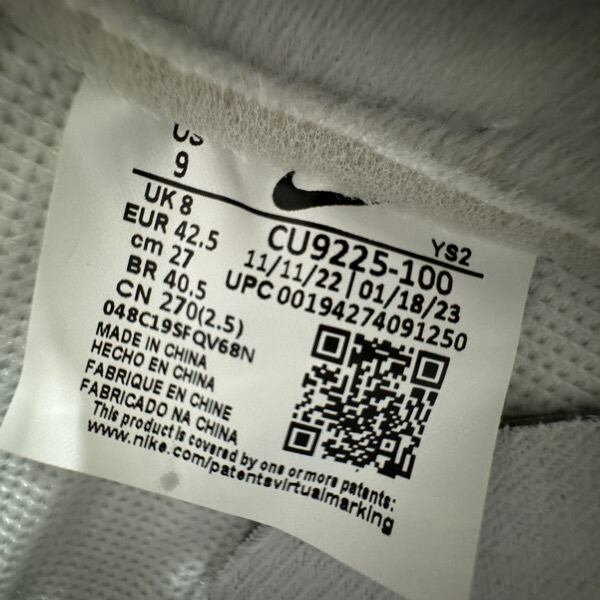 US
9
UK 8
EUR 42.5
cm 27
BR 40.5
CN 270(2.5)
048C19SFQV68N
YS2
CU9225-100
11/11/22 | 01/18/23
UPC 00194274091250
MADE IN CHINA
HECHO EN CHINA
FABRIQUE EN CHINE
FABRICADO NA CHINA
This product is covered by one or more patents:
www.nike.com/patentsvirtualmarking